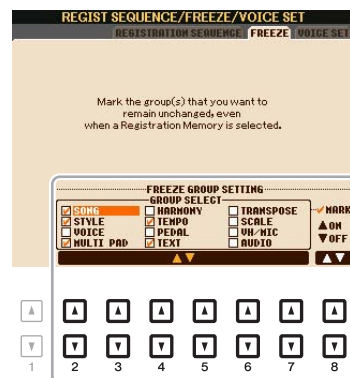 REGIST SEQUENCE/FREEZE/VOICE SET
REGISTRATION SEQUENCE FREEZE VOICE SET
Mark the group(s) that you want to
remain unchanged, even
when a Registration Memory is selected.
FREEZE GROUP SETTING
GROUP SELECT
SONG HARMONY TRANSPOSE MARK
STYLE TEMPO SCALE ON
VOICE PEDAL VH/MIC OFF
MULTI PAD TEXT AUDIO
1 2 3 4 5 6 7 8